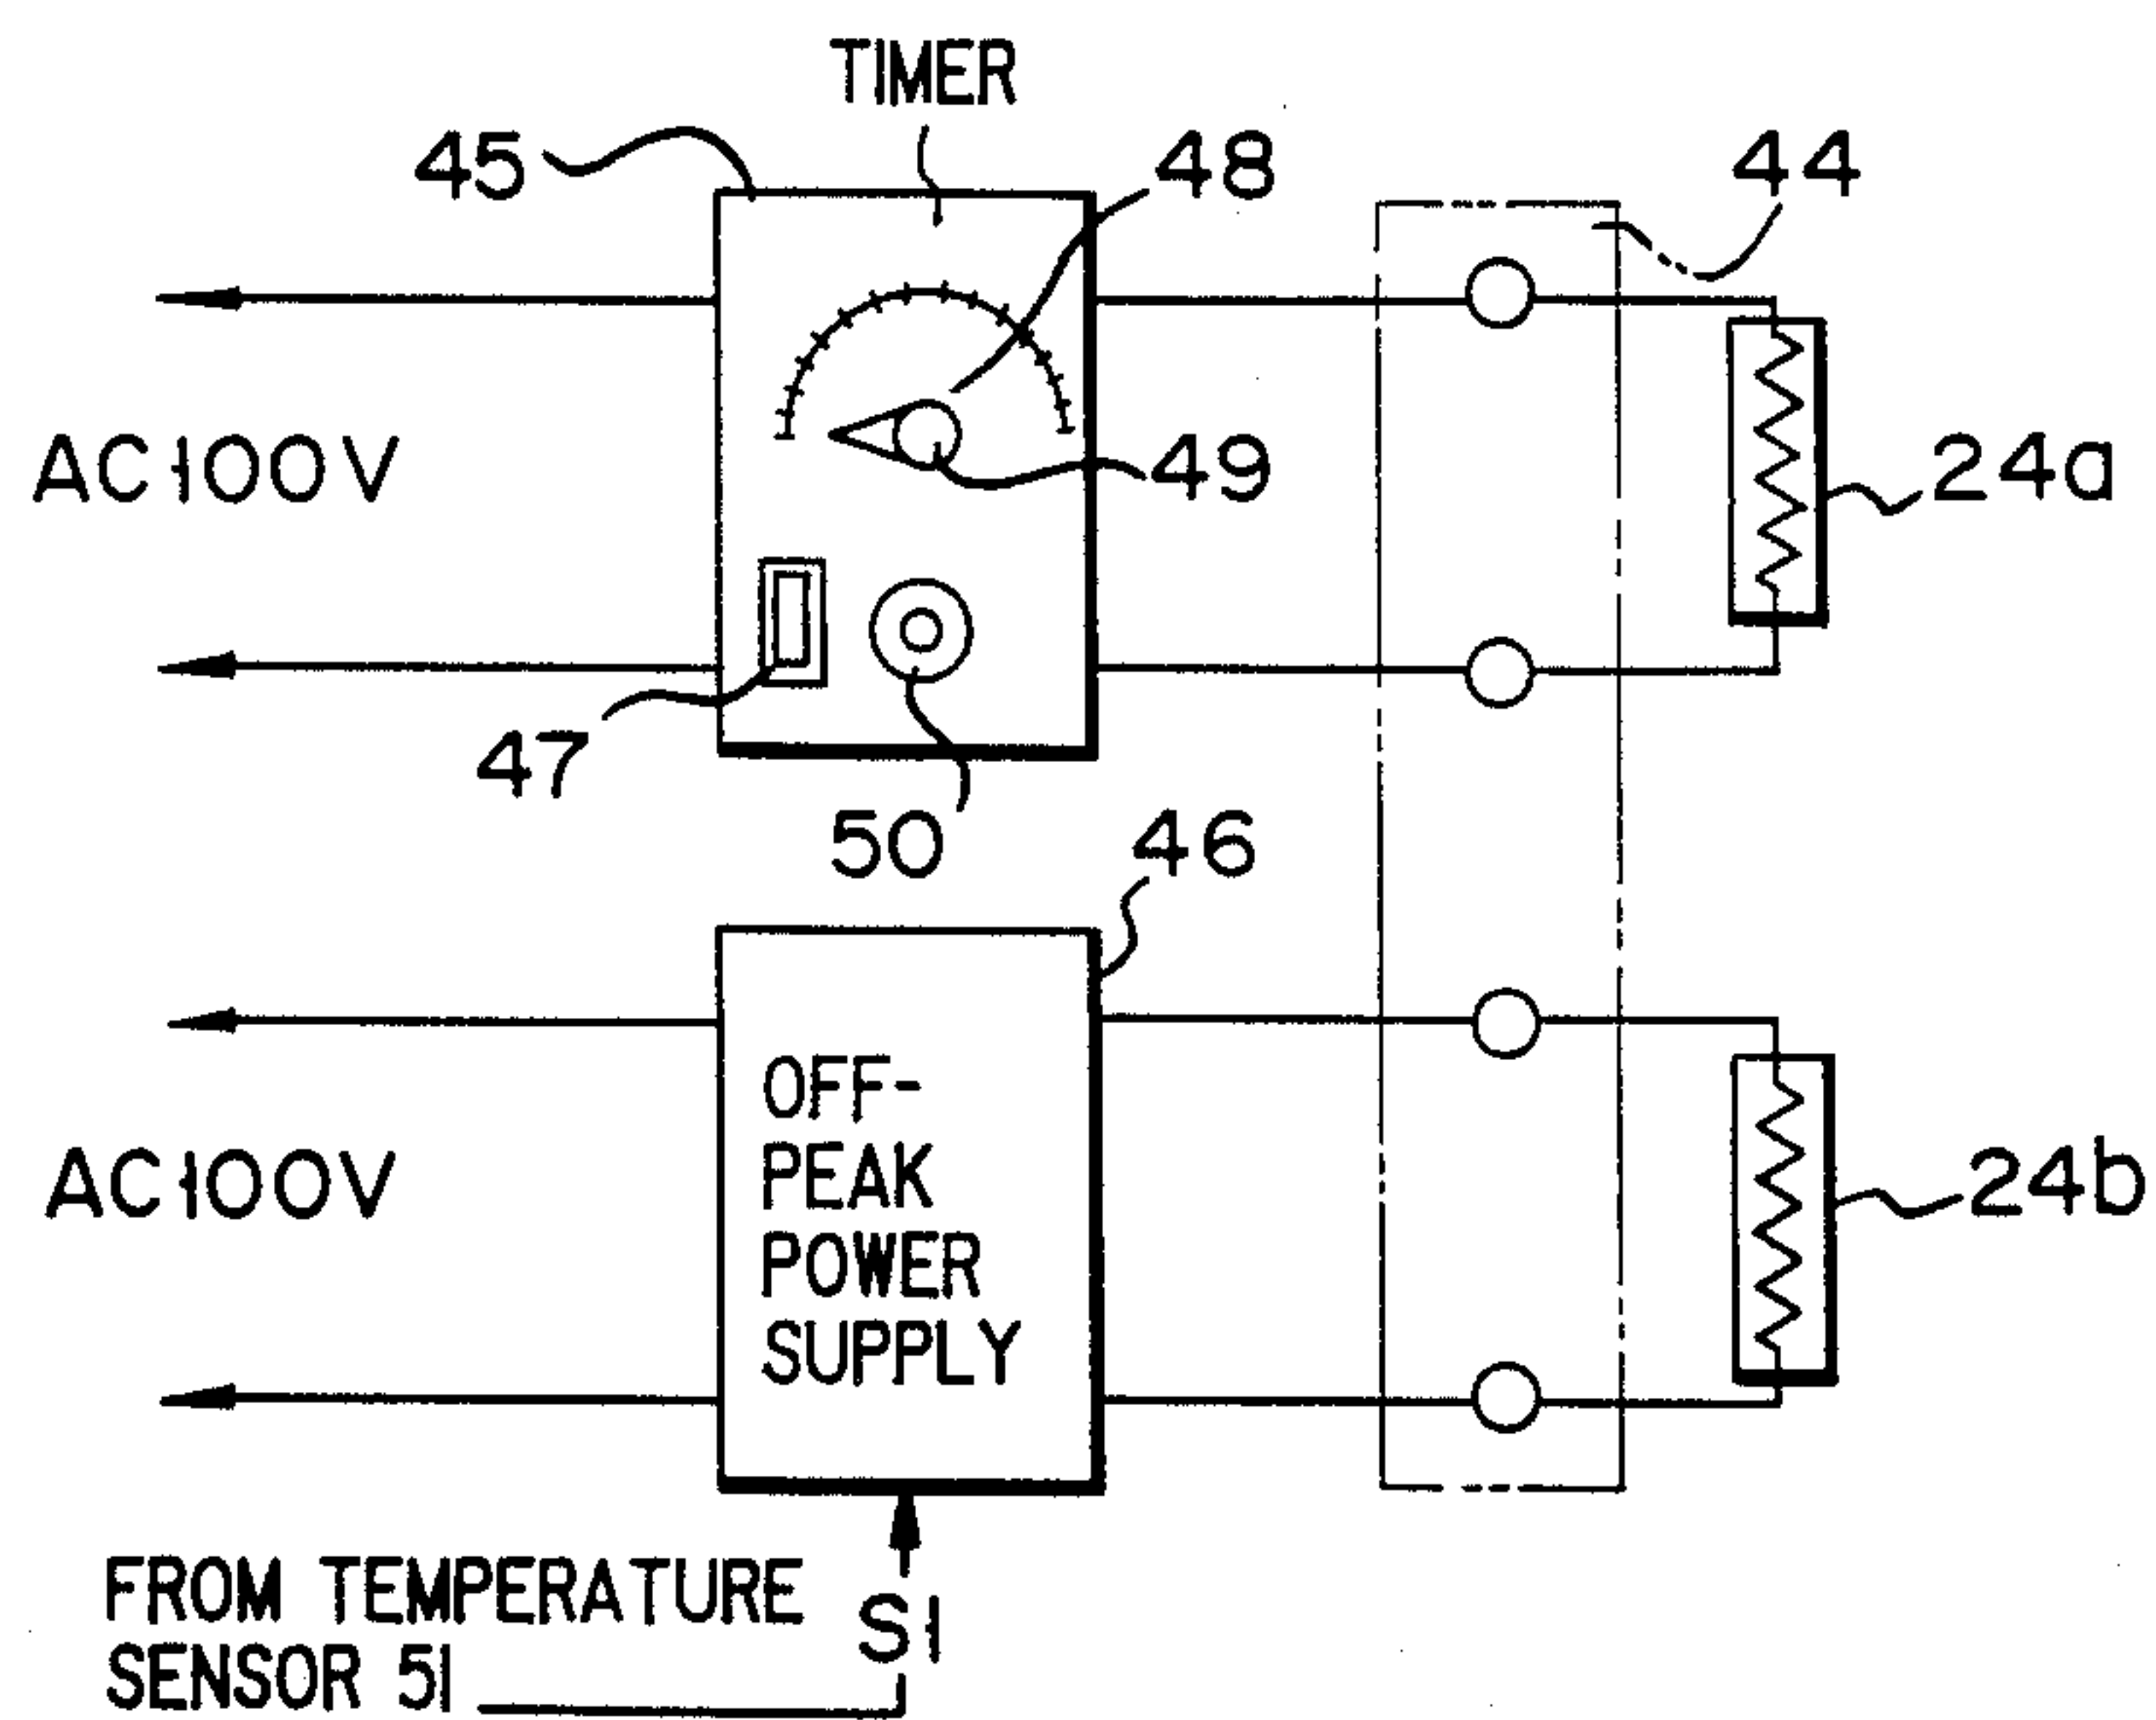 TIMER
45
48
44
AC100V
49
24a
47
50
46
OFF-
PEAK
POWER
SUPPLY
AC100V
24b
FROM TEMPERATURE
SENSOR 51
S1